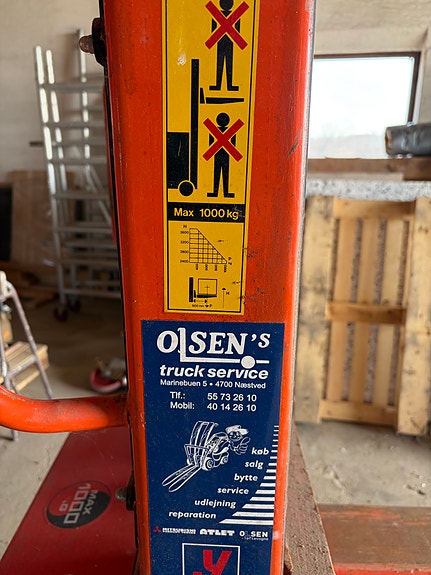 Max 1000 kg
OLSEN'S
truck service
Marinebuen 5 • 4700 Næstved
Tlf.: 55 73 26 10
Mobil: 40 14 26 10
køb
salg
bytte
service
udlejning
reparation
MITSUBISHI
ATLET OLSEN
MAX
1000